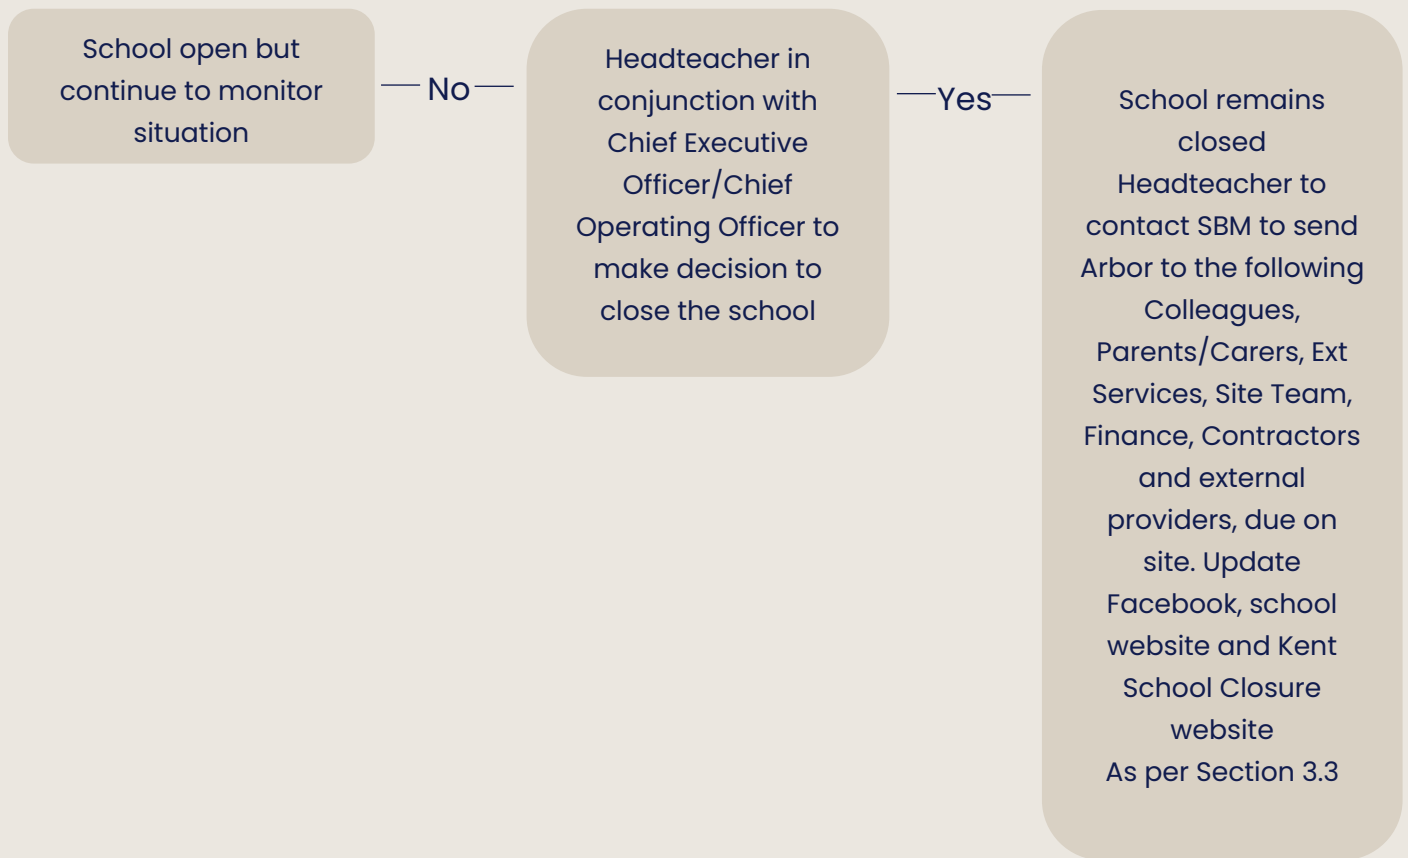 School open but
continue to monitor
situation
No
Headteacher in
conjunction with
Chief Executive
Officer/Chief
Operating Officer to
make decision to
close the school
Yes
School remains
closed
Headteacher to
contact SBM to send
Arbor to the following
Colleagues,
Parents/Carers, Ext
Services, Site Team,
Finance, Contractors
and external
providers, due on
site. Update
Facebook, school
website and Kent
School Closure
website
As per Section 3.3